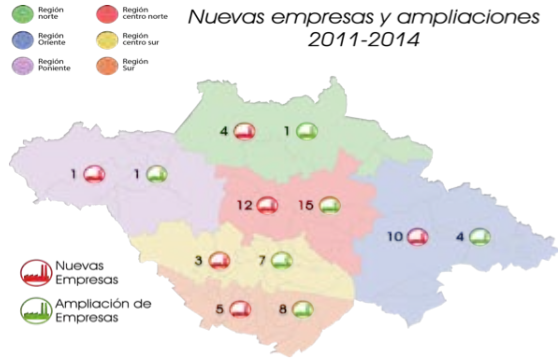 Región norte
Región centro norte
Región Oriente
Región centro sur
Región Poniente
Región Sur
Nuevas empresas y ampliaciones
2011-2014
4 1
1 1
12 15
10 4
3 7
5 8
Nuevas
Empresas
Ampliación de
Empresas